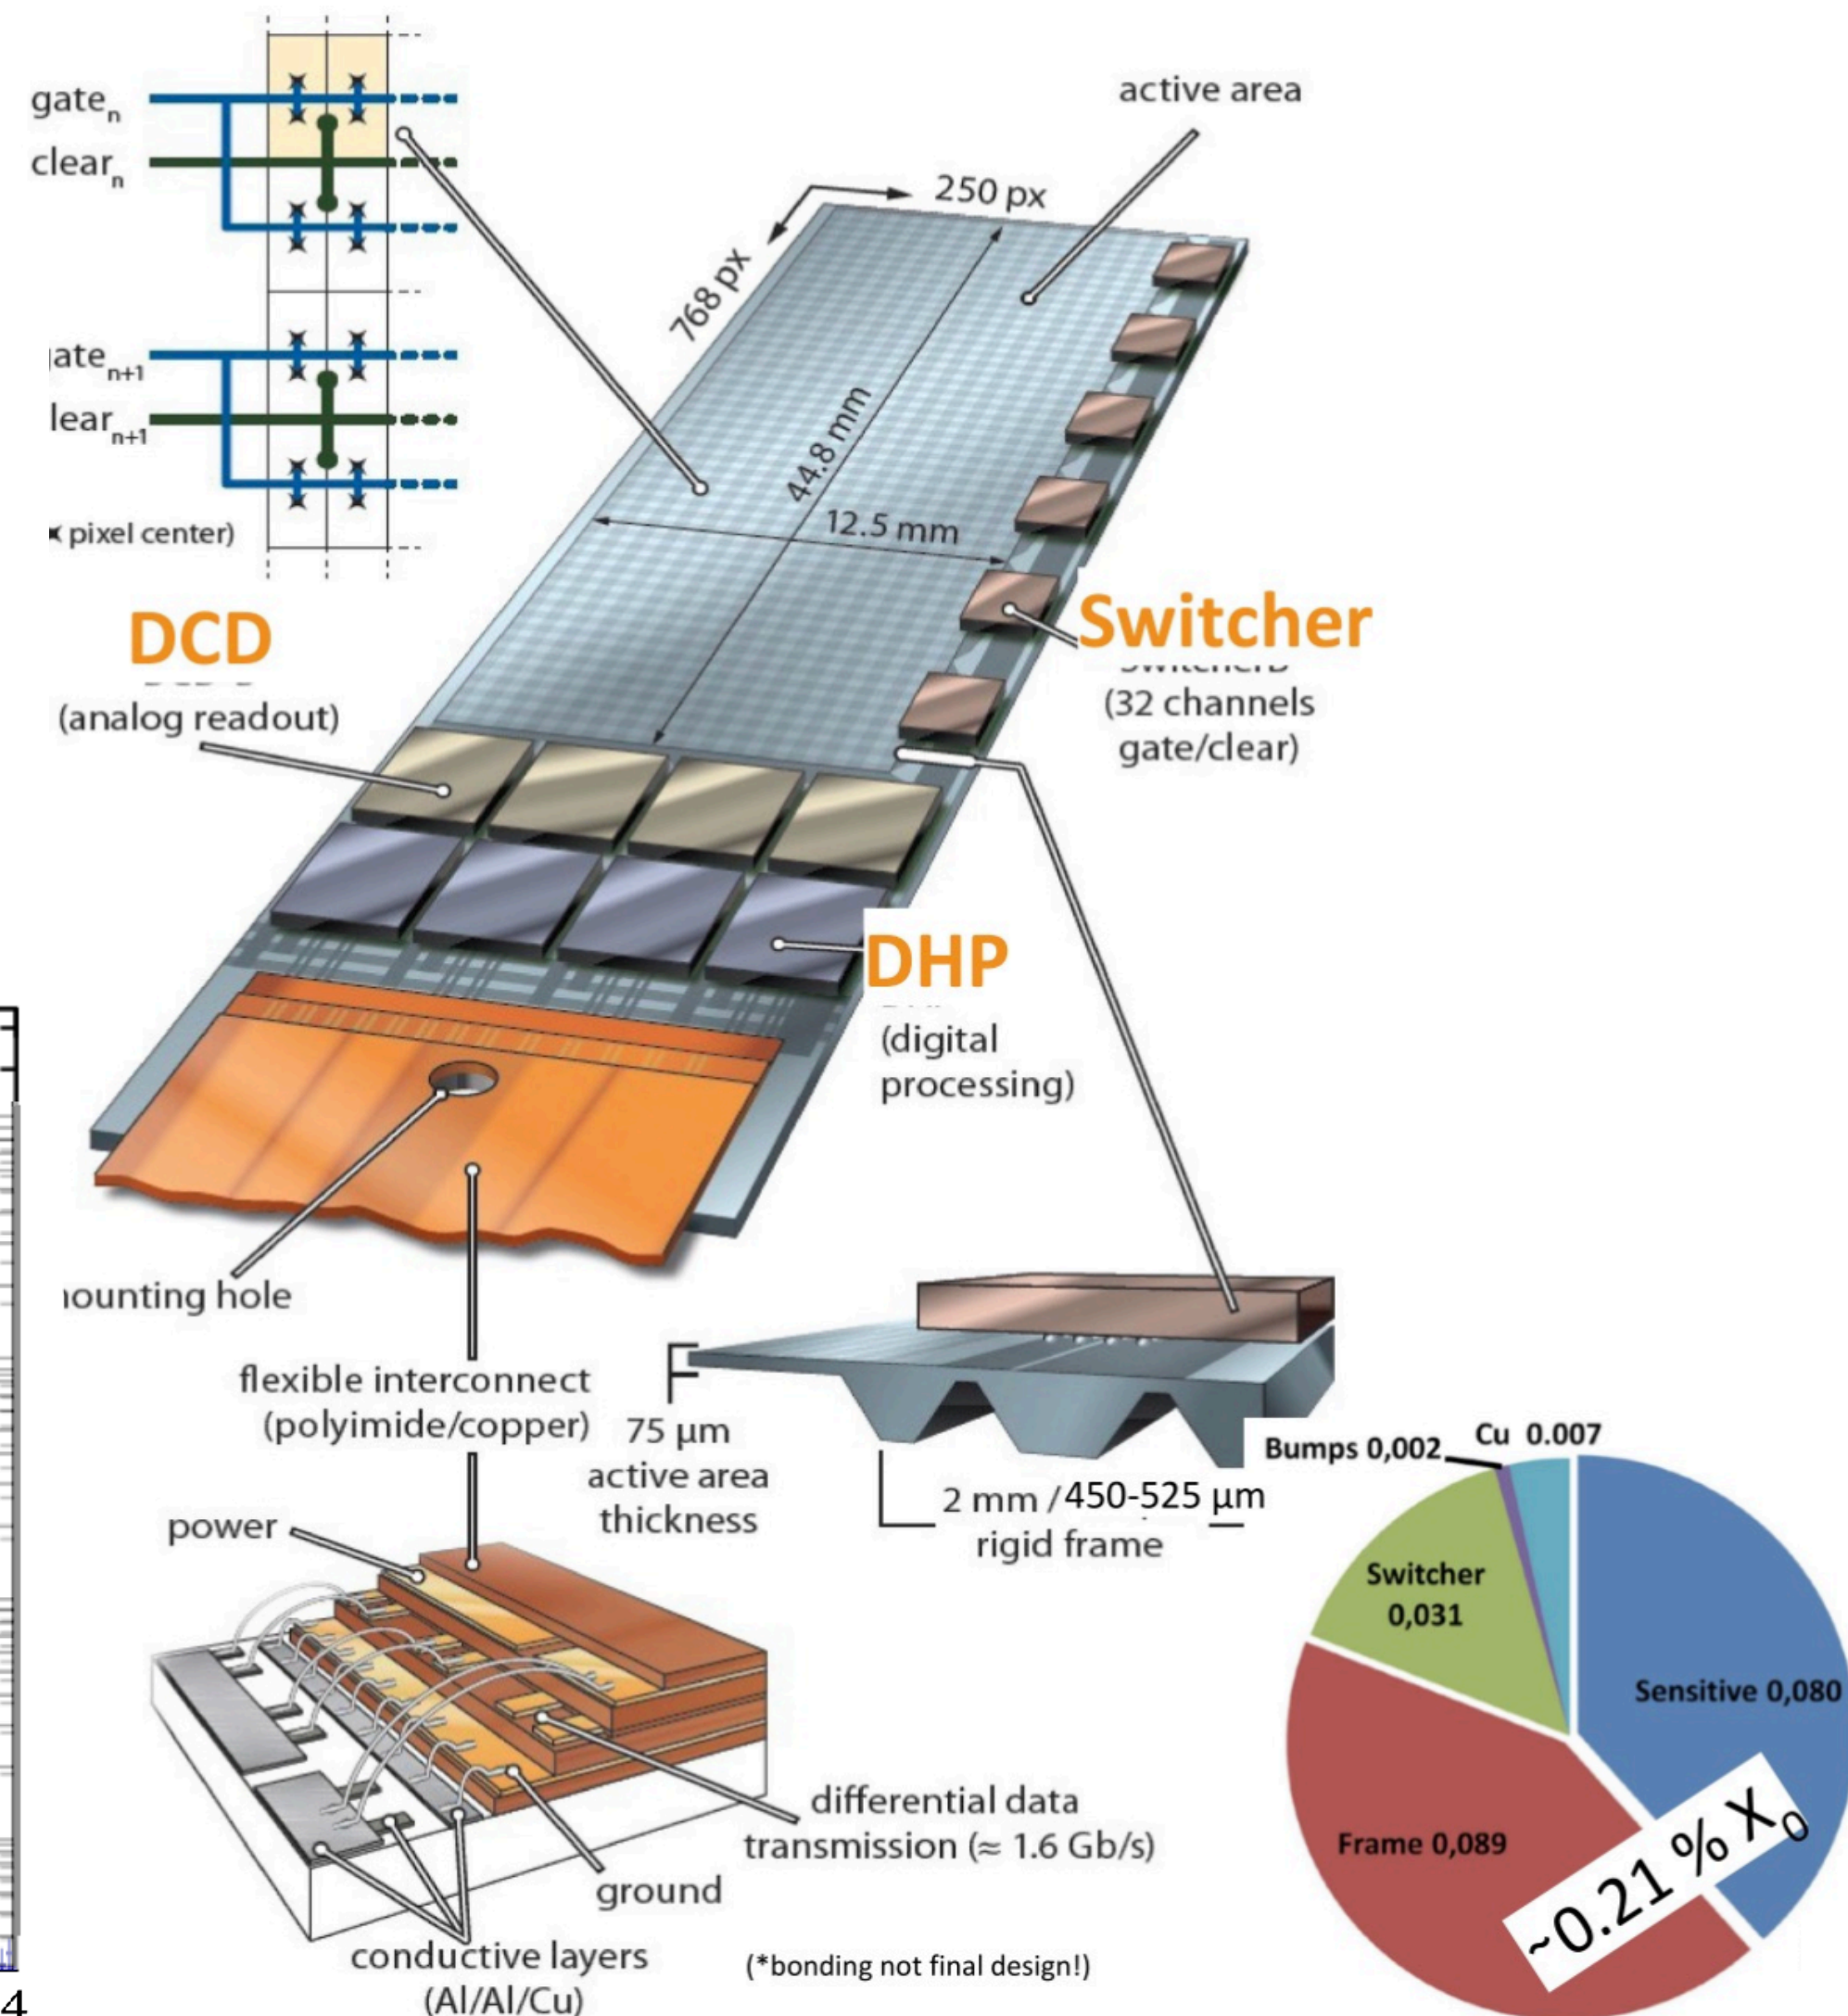 gate n
clear n
ate n+1
lear n+1
pixel center)
active area
250 px
768 px
44.8 mm
12.5 mm
DCD
(analog readout)
Switcher
(32 channels
gate/clear)
DHP
(digital
processing)
ounting hole
flexible interconnect
(polyimide/copper)
75 µm
active area
thickness
2 mm / 450-525 µm
rigid frame
power
differential data
transmission (≈ 1.6 Gb/s)
ground
conductive layers
(Al/Al/Cu)
(*bonding not final design!)
Bumps 0,002
Cu 0.007
Switcher
0,031
Sensitive 0,080
Frame 0,089
~0.21 % X0
4